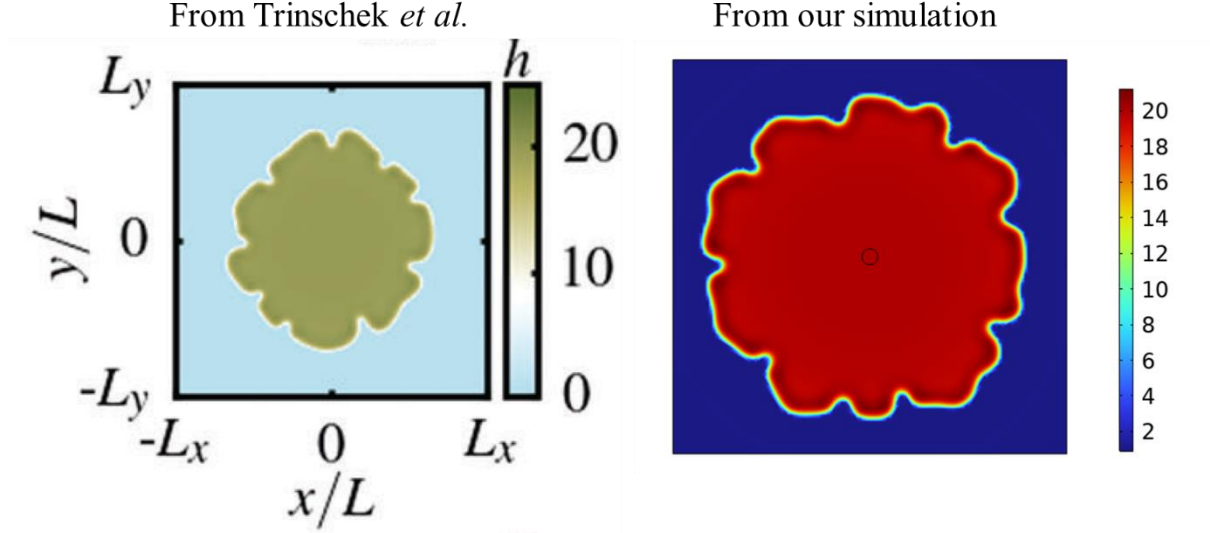 From Trinschek et al.
From our simulation
h
Ly
0
-Ly
y/L
-Lx
0
Lx
x/L
20
10
0
20
18
16
14
12
10
8
6
4
2